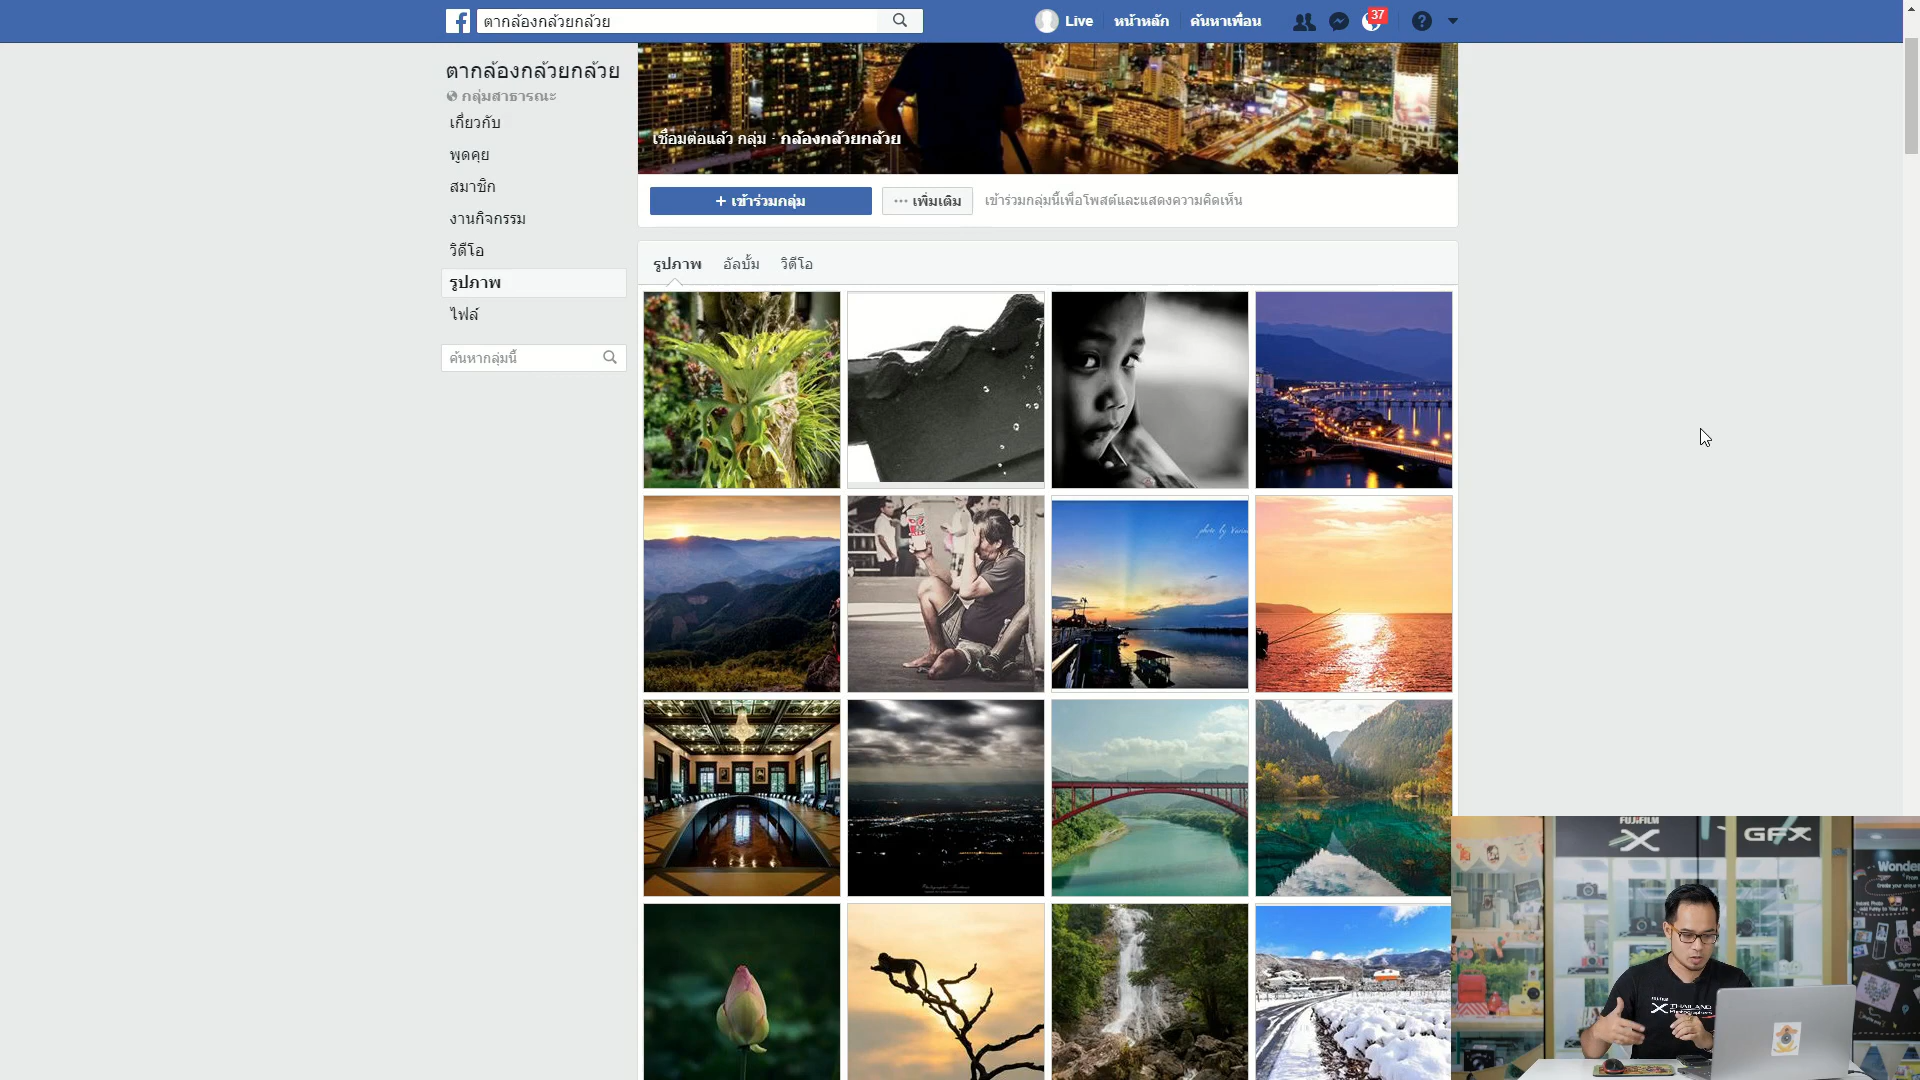 ตากล้องกล้วยกล้วย
Live
หน้าหลัก
ค้นหาเพื่อน
37
ตากล้องกล้วยกล้วย
กลุ่มสาธารณะ
เกี่ยวกับ
พูดคุย
สมาชิก
งานกิจกรรม
วิดีโอ
รูปภาพ
ไฟล์
ค้นหากลุ่มนี้
เชื่อมต่อแล้ว กลุ่ม · กล้องกล้วยกล้วย
+ เข้าร่วมกลุ่ม
··· เพิ่มเติม
เข้าร่วมกลุ่มนี้เพื่อโพสต์และแสดงความคิดเห็น
รูปภาพ
อัลบั้ม
วิดีโอ
photo by
FUJIFILM
X
GFX
Wonde
X THAILAND
Photographers